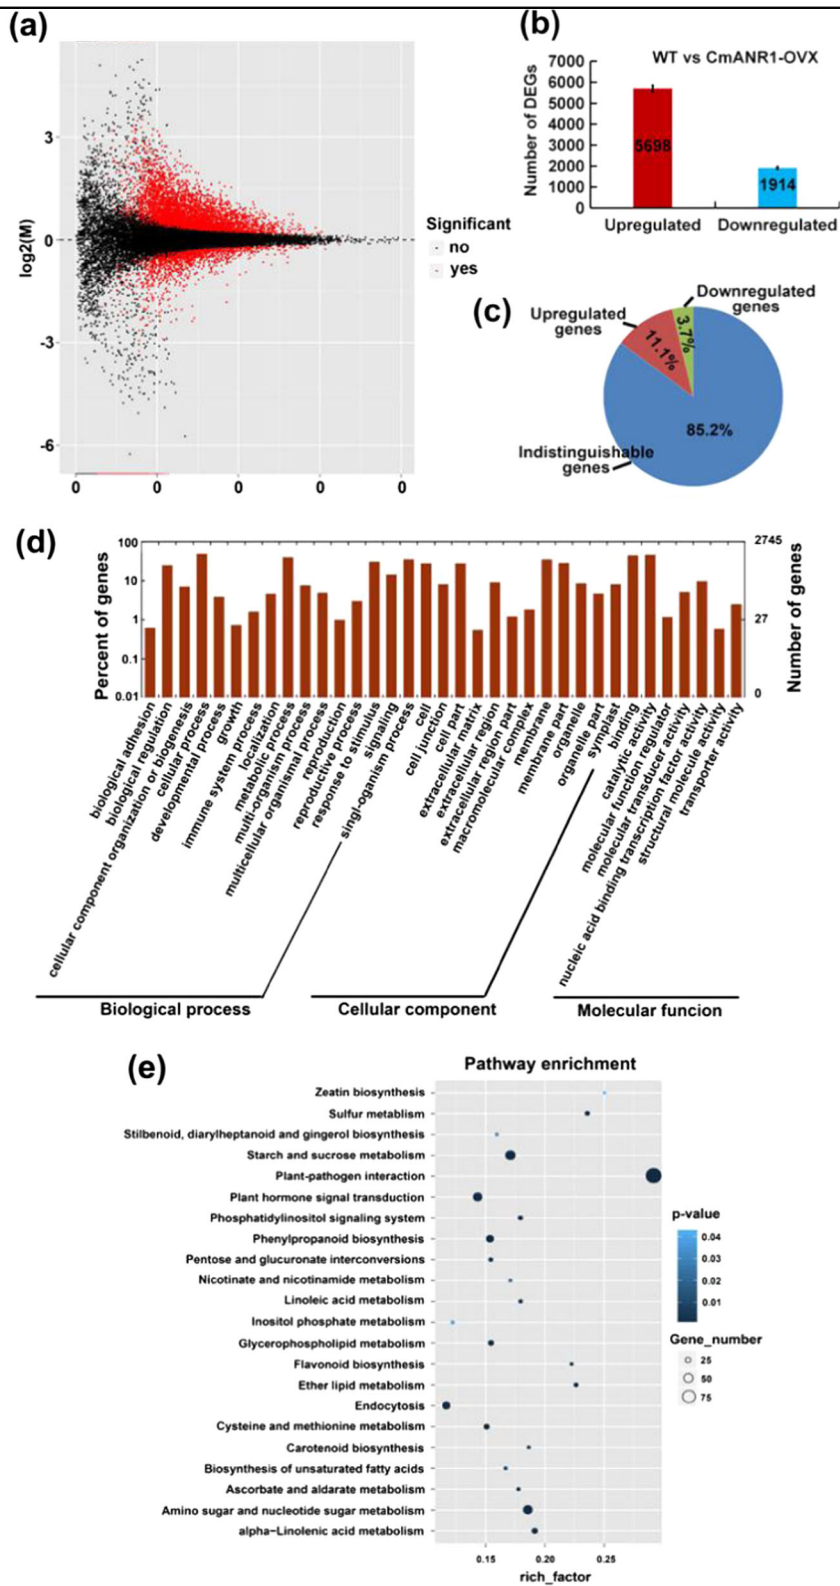 (a)
log2(M)
3
0
-3
-6
0
0
0
0
0
Significant
no
yes
(b)
WT vs CmANR1-OVX
Number of DEGs
7000
6000
5000
4000
3000
2000
1000
0
5698
1914
Upregulated
Downregulated
(c)
Downregulated
genes
Upregulated
genes
3.7%
11.1%
85.2%
Indistinguishable
genes
(d)
Percent of genes
100
10
1
0.1
0.01
Number of genes
2745
27
0
biological adhesion
biological regulation
cellular component organization or biogenesis
cellular process
developmental process
growth
immune system process
localization
metabolic process
multi-organism process
multicellular organismal process
reproduction
reproductive process
response to stimulus
signaling
singl-oganism process
cell
cell junction
cell part
extracellular matrix
extracellular region
extracellular region part
macromolecular complex
membrane
membrane part
organelle
organelle part
symplast
binding
catalytic activity
molecular function regulator
molecular transducer activity
nucleic acid binding transcription factor activity
structural molecule activity
transporter activity
Biological process
Cellular component
Molecular funcion
(e)
Pathway enrichment
Zeatin biosynthesis
Sulfur metablism
Stilbenoid, diarylheptanoid and gingerol biosynthesis
Starch and sucrose metabolism
Plant-pathogen interaction
Plant hormone signal transduction
Phosphatidylinositol signaling system
Phenylpropanoid biosynthesis
Pentose and glucuronate interconversions
Nicotinate and nicotinamide metabolism
Linoleic acid metabolism
Inositol phosphate metabolism
Glycerophospholipid metabolism
Flavonoid biosynthesis
Ether lipid metabolism
Endocytosis
Cysteine and methionine metabolism
Carotenoid biosynthesis
Biosynthesis of unsaturated fatty acids
Ascorbate and aldarate metabolism
Amino sugar and nucleotide sugar metabolism
alpha−Linolenic acid metabolism
0.15
0.20
0.25
rich_factor
p-value
0.04
0.03
0.02
0.01
Gene_number
25
50
75